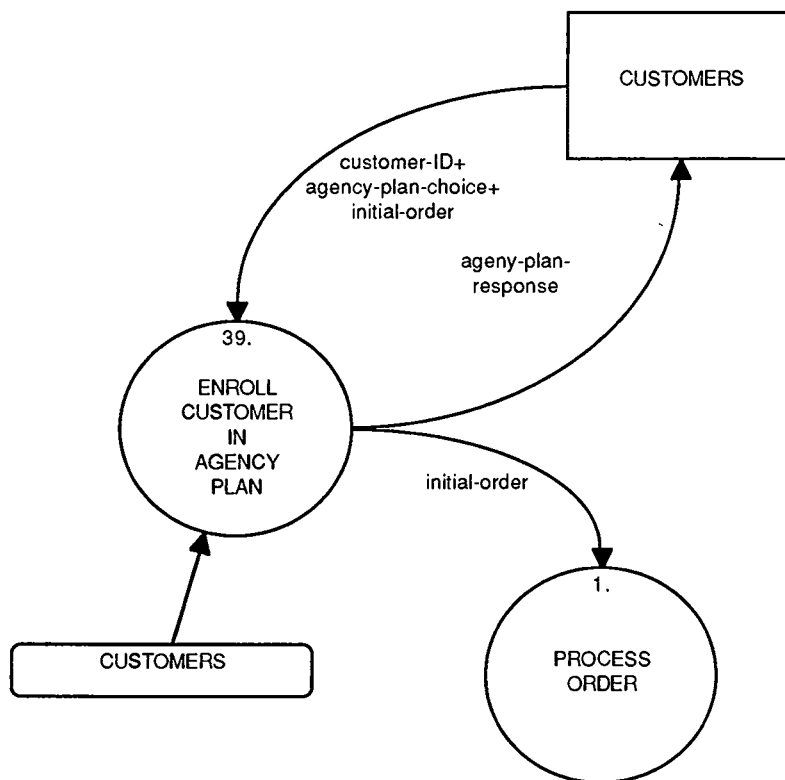 CUSTOMERS
customer-ID+
agency-plan-choice+
initial-order
ageny-plan-
response
39.
ENROLL
CUSTOMER
IN
AGENCY
PLAN
initial-order
1.
PROCESS
ORDER
CUSTOMERS